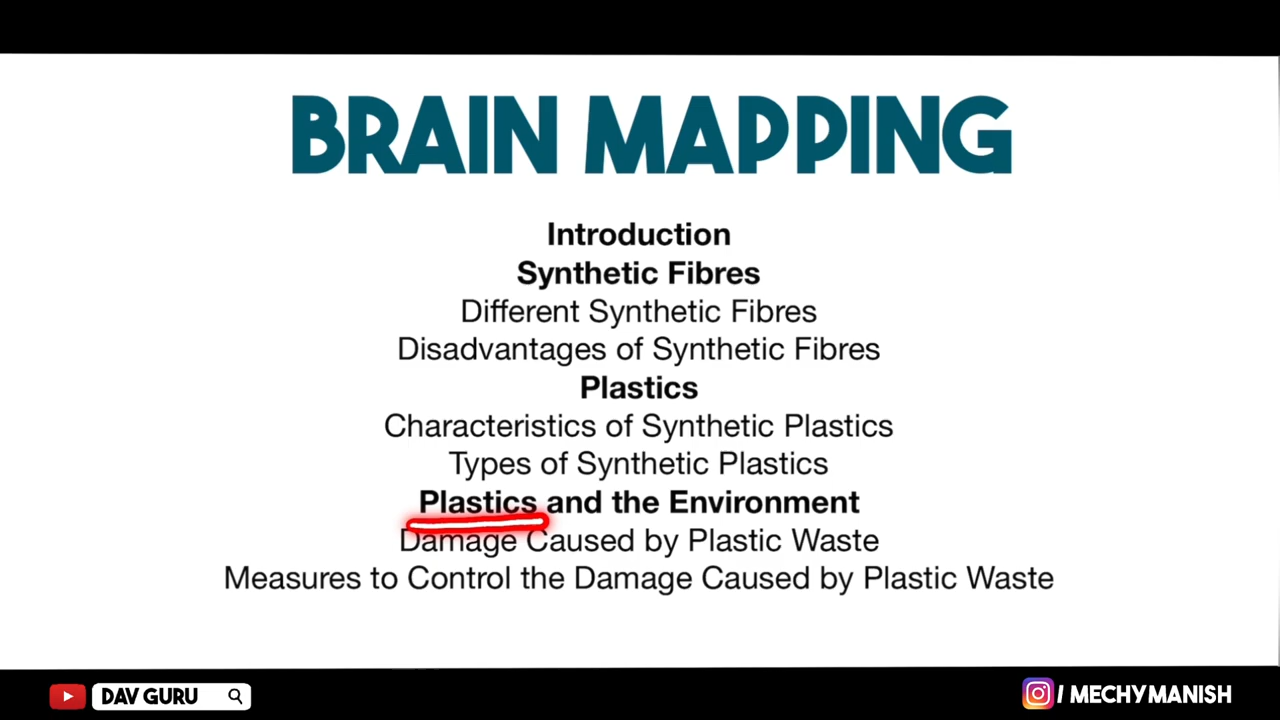 BRAIN MAPPING
Introduction
Synthetic Fibres
Different Synthetic Fibres
Disadvantages of Synthetic Fibres
Plastics
Characteristics of Synthetic Plastics
Types of Synthetic Plastics
Plastics and the Environment
Damage Caused by Plastic Waste
Measures to Control the Damage Caused by Plastic Waste
DAV GURU
/ MECHYMANISH